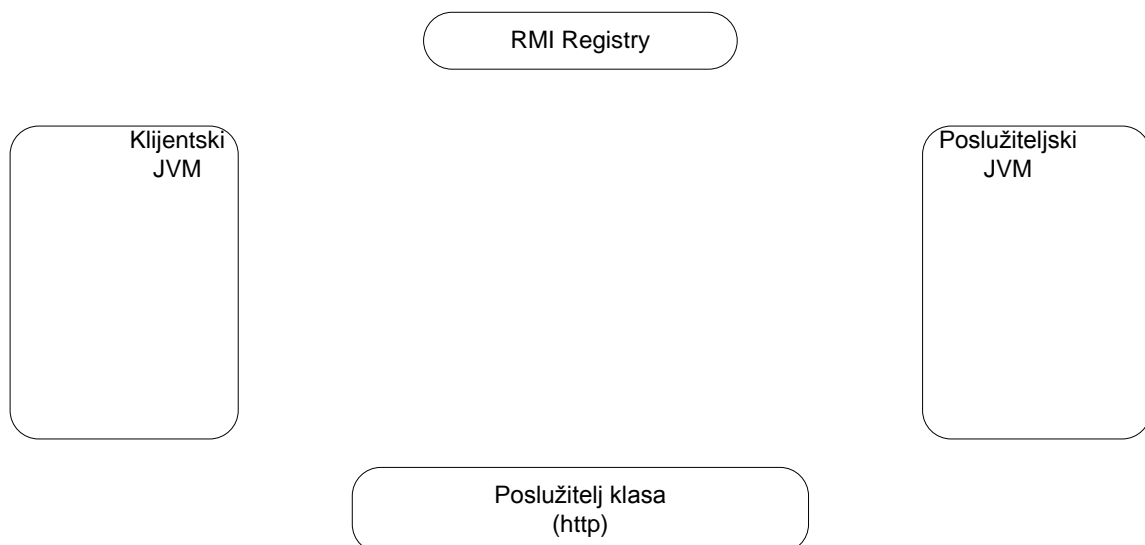 RMI Registry
Klijentski
JVM
Poslužiteljski
JVM
Poslužitelj klasa
(http)